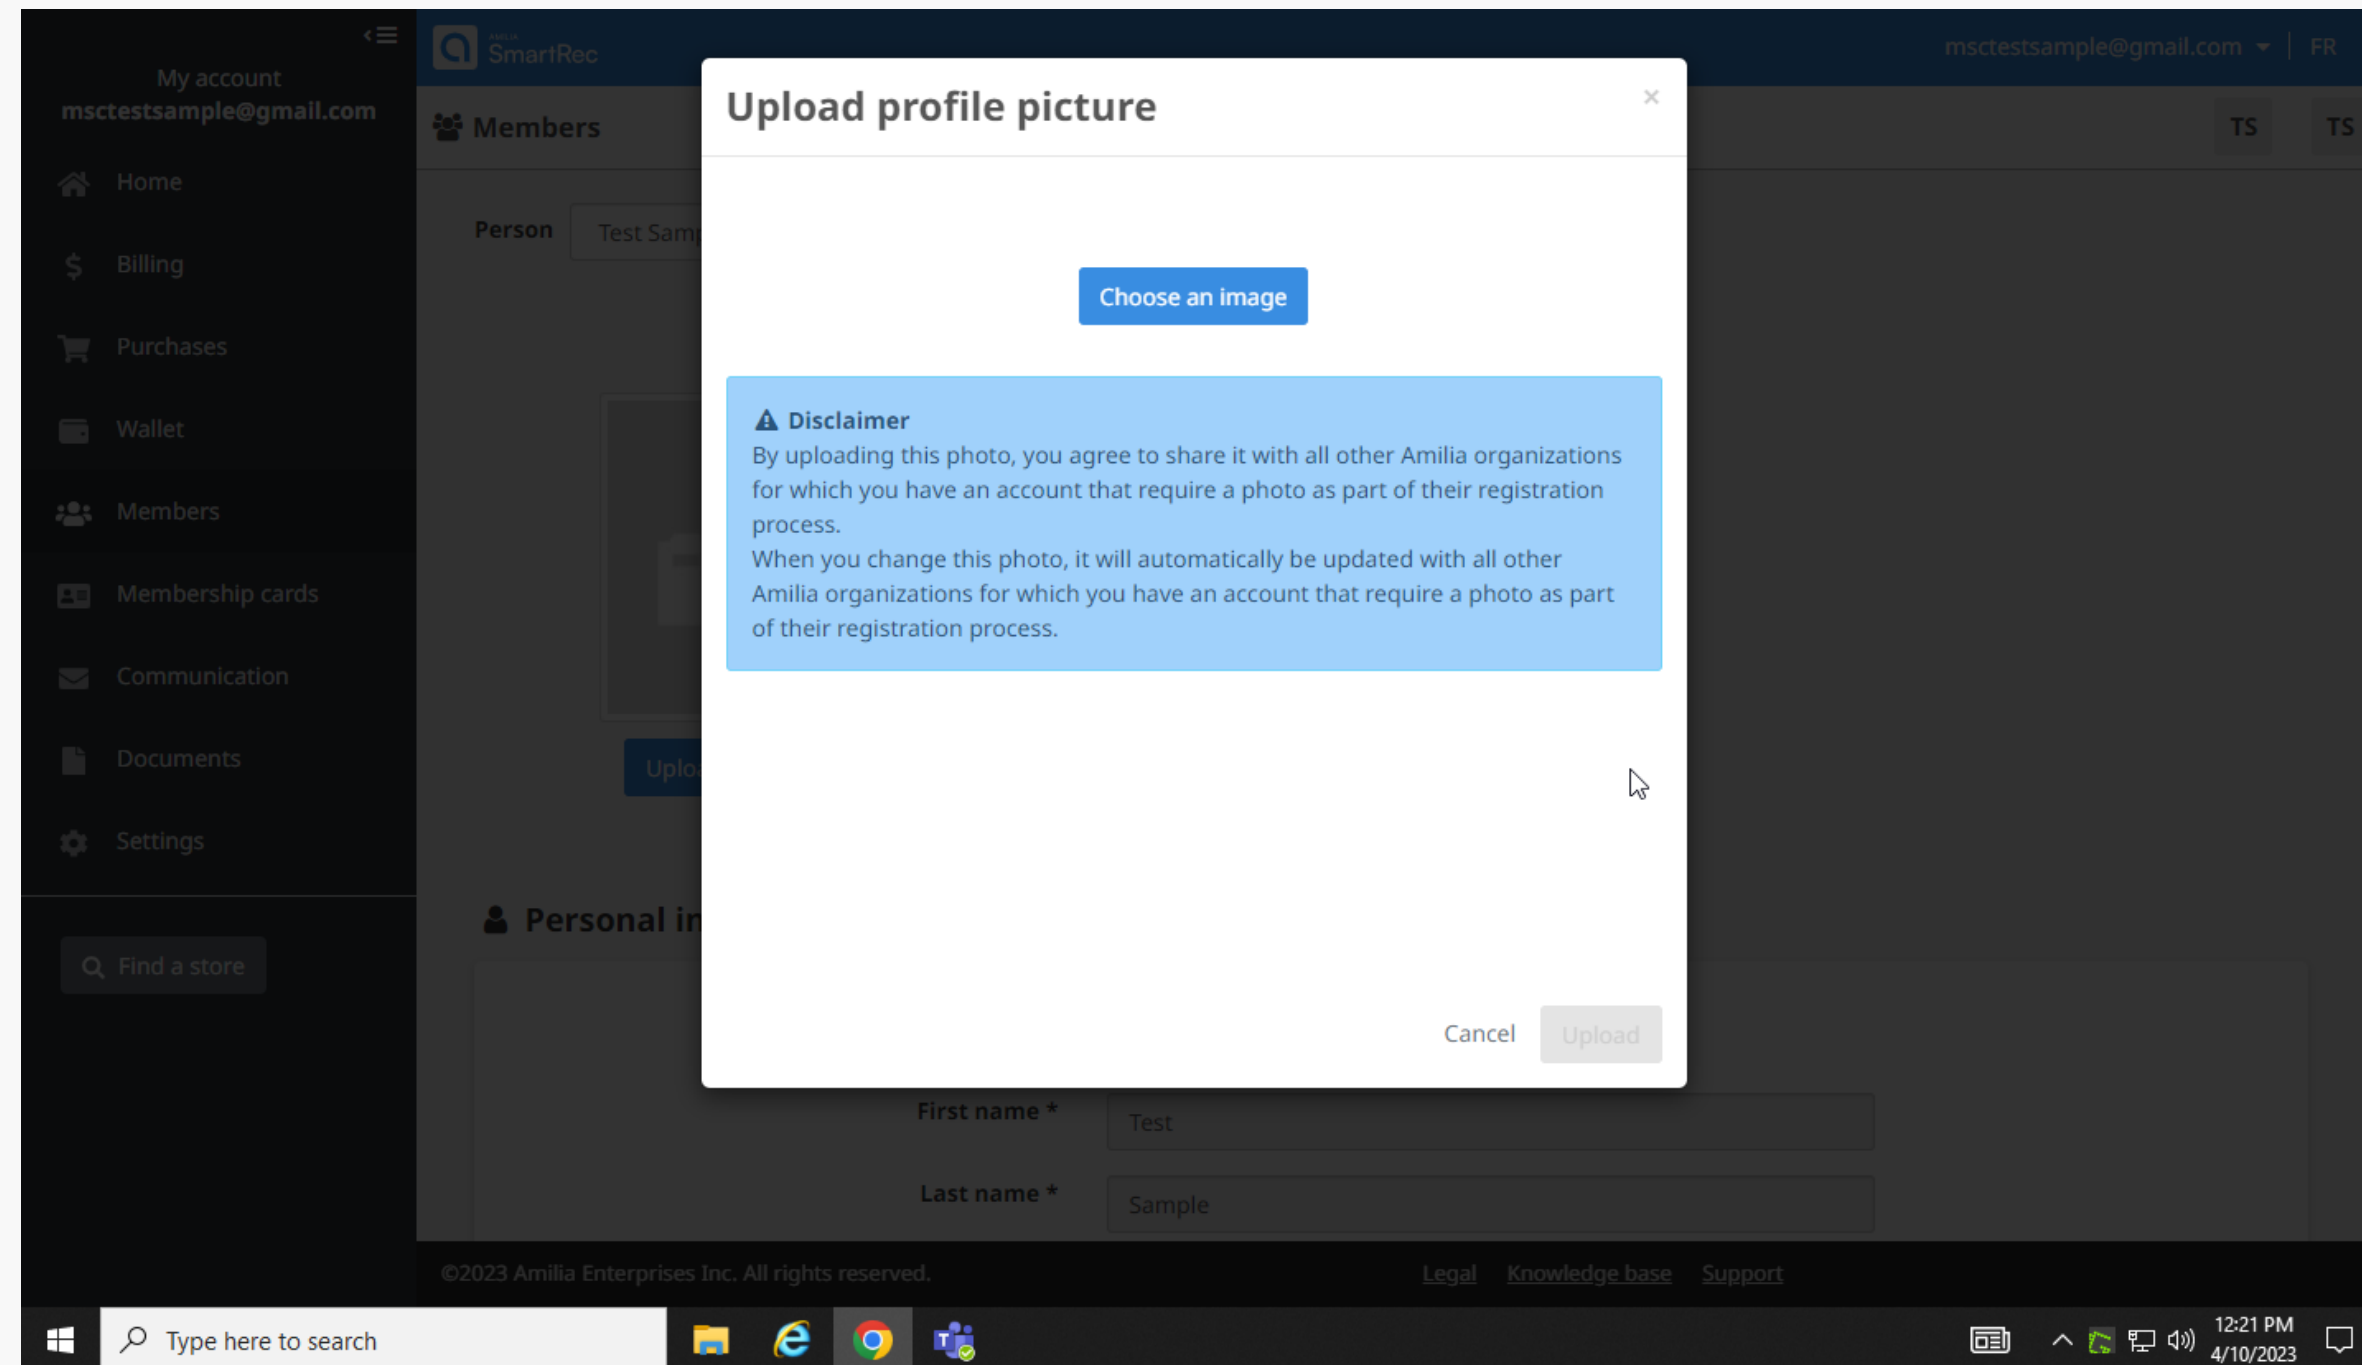 My account
msctestsample@gmail.com
Home
Billing
Purchases
Wallet
Members
Membership cards
Communication
Documents
Settings
Find a store
AMILIA
SmartRec
msctestsample@gmail.com
FR
Members
TS
TS
Person
Test Samp
Uploa
Personal in
First name *
Test
Last name *
Sample
Upload profile picture
×
Choose an image
Disclaimer
By uploading this photo, you agree to share it with all other Amilia organizations
for which you have an account that require a photo as part of their registration
process.
When you change this photo, it will automatically be updated with all other
Amilia organizations for which you have an account that require a photo as part
of their registration process.
Cancel
Upload
©2023 Amilia Enterprises Inc. All rights reserved.
Legal
Knowledge base
Support
Type here to search
12:21 PM
4/10/2023